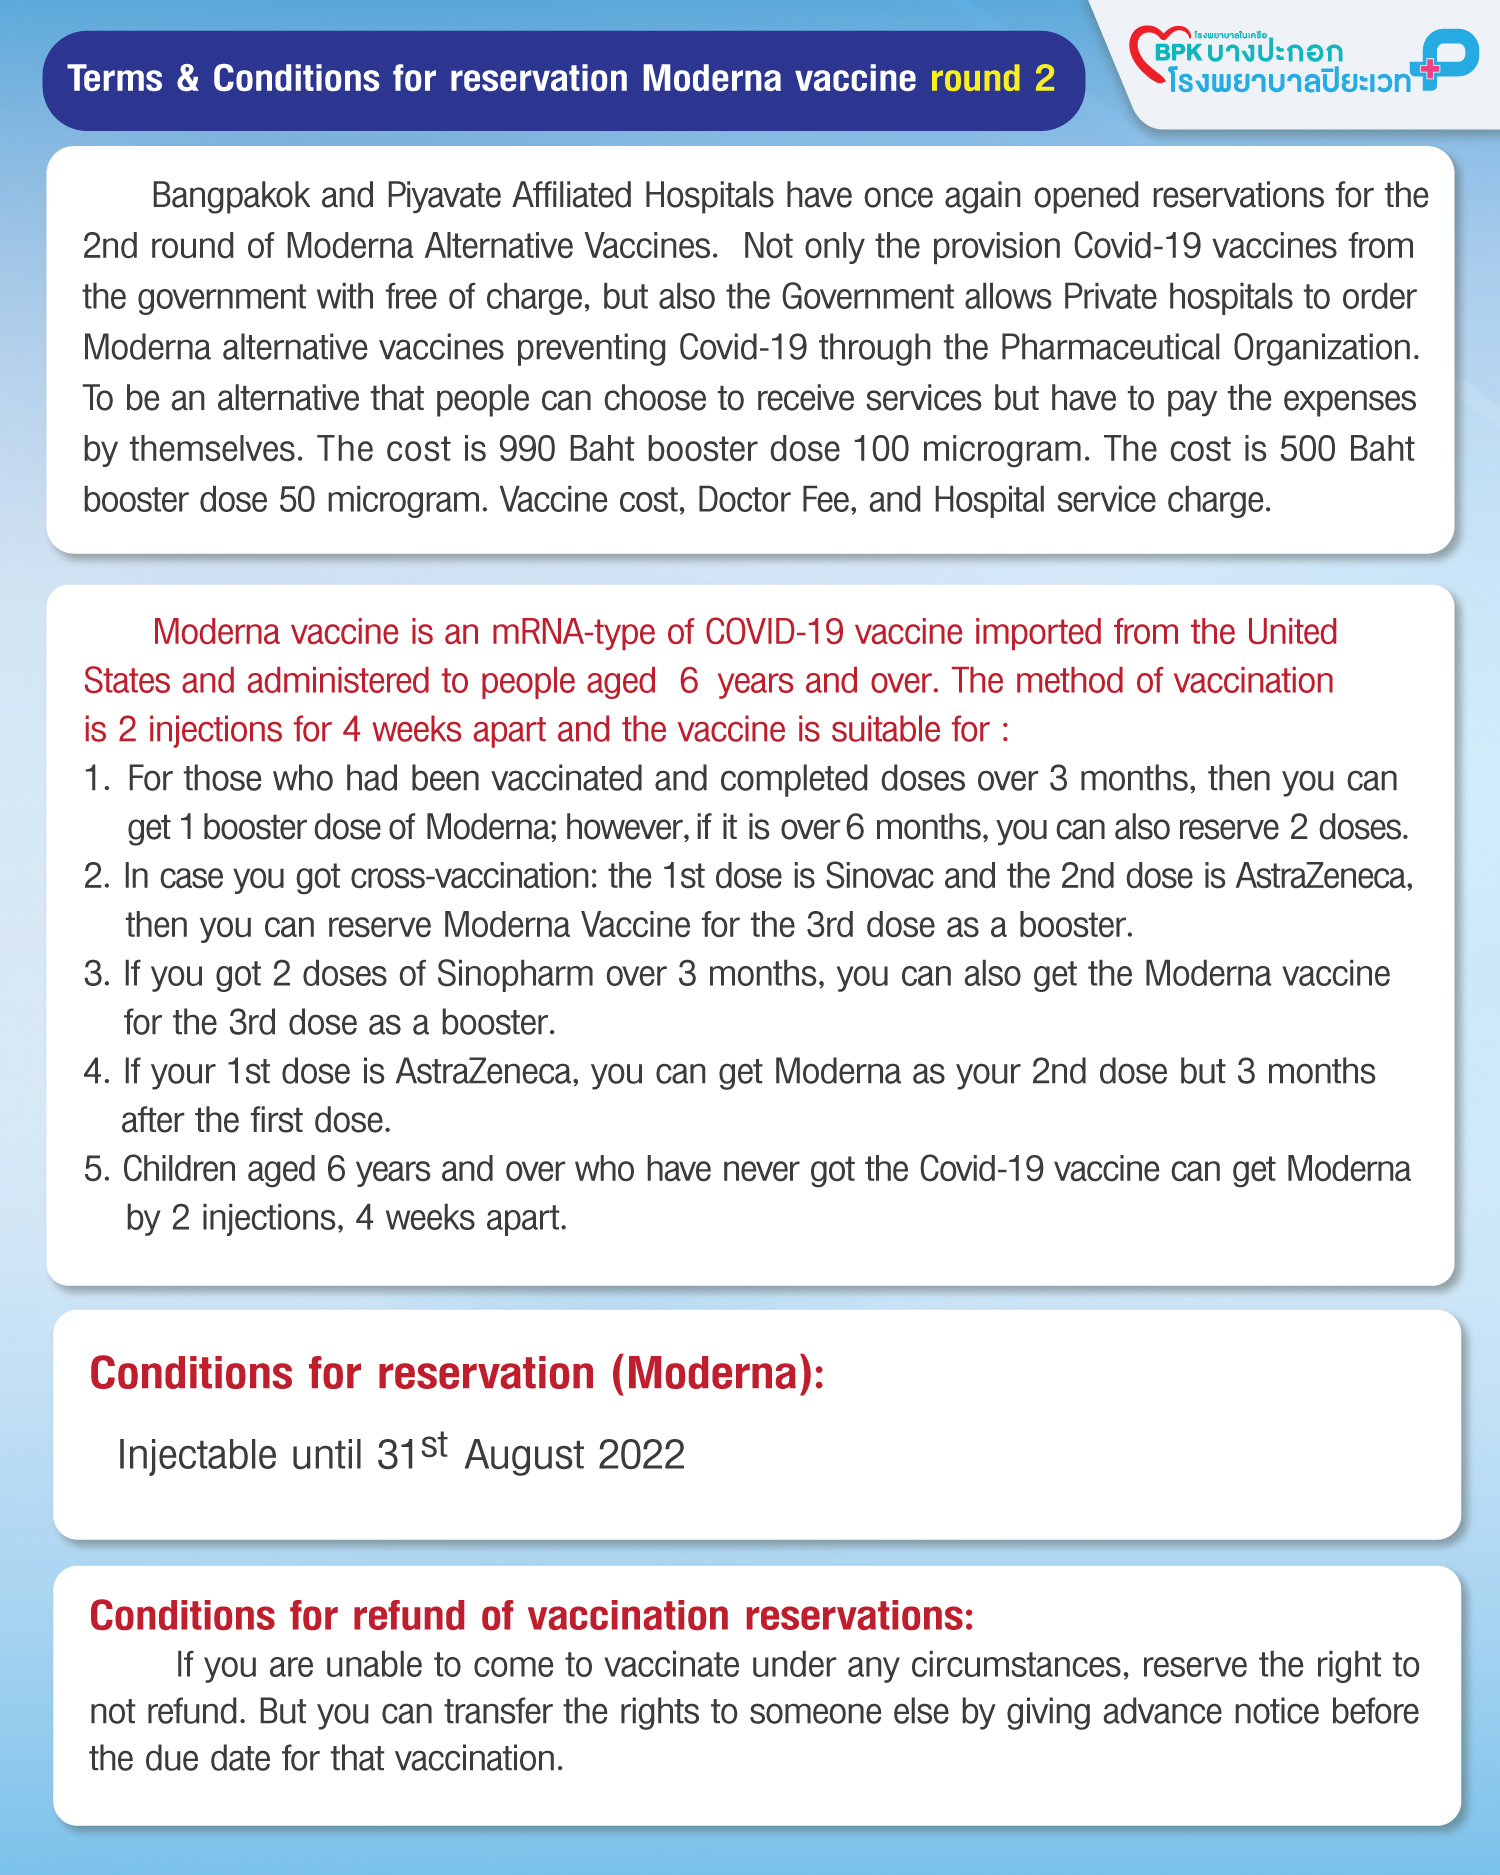 Terms & Conditions for reservation Moderna vaccine round 2
โรงพยาบาลในเครือ
BPK บางปะกอก
โรงพยาบาลปิยะเวท
Bangpakok and Piyavate Affiliated Hospitals have once again opened reservations for the
2nd round of Moderna Alternative Vaccines. Not only the provision Covid-19 vaccines from
the government with free of charge, but also the Government allows Private hospitals to order
Moderna alternative vaccines preventing Covid-19 through the Pharmaceutical Organization.
To be an alternative that people can choose to receive services but have to pay the expenses
by themselves. The cost is 990 Baht booster dose 100 microgram. The cost is 500 Baht
booster dose 50 microgram. Vaccine cost, Doctor Fee, and Hospital service charge.
Moderna vaccine is an mRNA-type of COVID-19 vaccine imported from the United
States and administered to people aged 6 years and over. The method of vaccination
is 2 injections for 4 weeks apart and the vaccine is suitable for :
1. For those who had been vaccinated and completed doses over 3 months, then you can
get 1 booster dose of Moderna; however, if it is over 6 months, you can also reserve 2 doses.
2. In case you got cross-vaccination: the 1st dose is Sinovac and the 2nd dose is AstraZeneca,
then you can reserve Moderna Vaccine for the 3rd dose as a booster.
3. If you got 2 doses of Sinopharm over 3 months, you can also get the Moderna vaccine
for the 3rd dose as a booster.
4. If your 1st dose is AstraZeneca, you can get Moderna as your 2nd dose but 3 months
after the first dose.
5. Children aged 6 years and over who have never got the Covid-19 vaccine can get Moderna
by 2 injections, 4 weeks apart.
Conditions for reservation (Moderna):
Injectable until 31st August 2022
Conditions for refund of vaccination reservations:
If you are unable to come to vaccinate under any circumstances, reserve the right to
not refund. But you can transfer the rights to someone else by giving advance notice before
the due date for that vaccination.